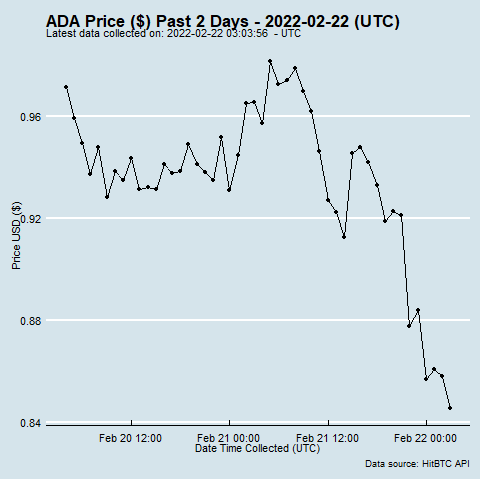 ADA Price ($) Past 2 Days - 2022-02-22 (UTC)
Latest data collected on: 2022-02-22 03:03:56  - UTC
Price USD ($)
0.96
0.92
0.88
0.84
Feb 20 12:00
Feb 21 00:00
Feb 21 12:00
Feb 22 00:00
Date Time Collected (UTC)
Data source: HitBTC API